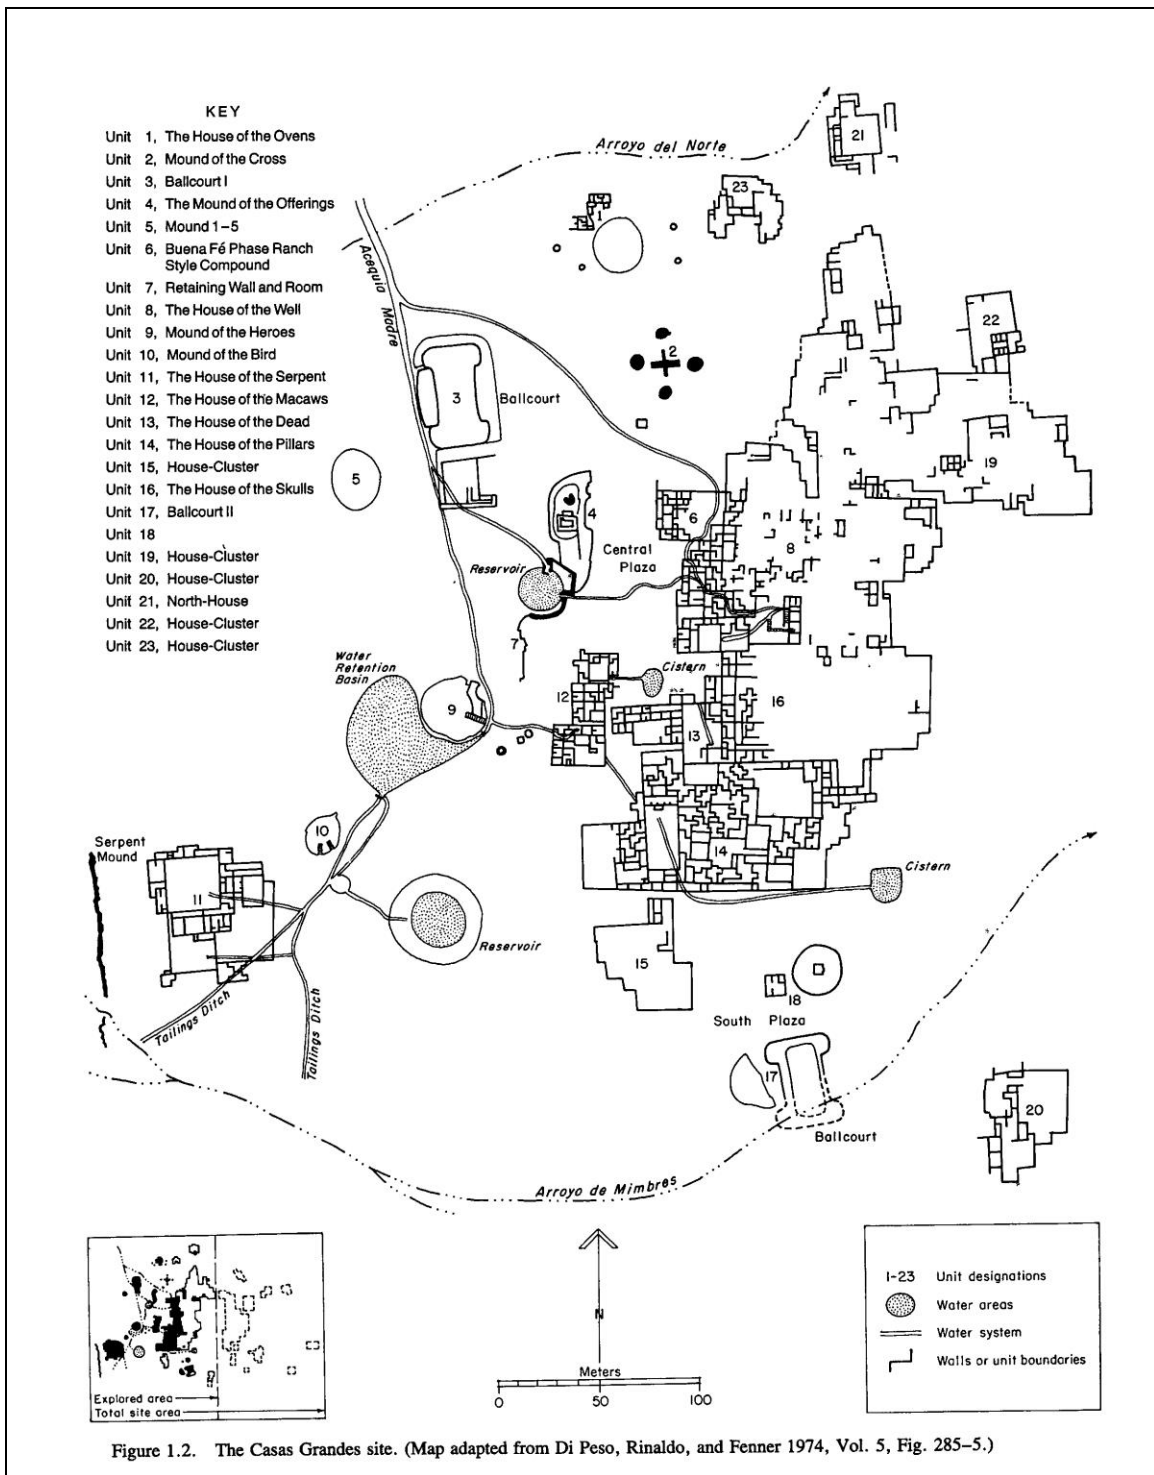 KEY
Unit 1, The House of the Ovens
Unit 2, Mound of the Cross
Unit 3, Ballcourt I
Unit 4, The Mound of the Offerings
Unit 5, Mound 1–5
Unit 6, Buena Fé Phase Ranch
Style Compound
Unit 7, Retaining Wall and Room
Unit 8, The House of the Well
Unit 9, Mound of the Heroes
Unit 10, Mound of the Bird
Unit 11, The House of the Serpent
Unit 12, The House of the Macaws
Unit 13, The House of the Dead
Unit 14, The House of the Pillars
Unit 15, House-Cluster
Unit 16, The House of the Skulls
Unit 17, Ballcourt II
Unit 18
Unit 19, House-Cluster
Unit 20, House-Cluster
Unit 21, North-House
Unit 22, House-Cluster
Unit 23, House-Cluster
Arroyo del Norte
21
23
1
Acequia Madre
22
2
3
Ballcourt
19
5
4
6
8
Central
Plaza
Reservoir
7
Water
Retention
Basin
Cistern
12
16
9
13
10
Serpent
Mound
14
11
Cistern
Reservoir
15
18
Tailings Ditch
Tailings Ditch
South Plaza
17
20
Ballcourt
Arroyo de Mimbres
Explored area
Total site area
N
Meters
0 50 100
1-23 Unit designations
Water areas
Water system
Walls or unit boundaries
Figure 1.2. The Casas Grandes site. (Map adapted from Di Peso, Rinaldo, and Fenner 1974, Vol. 5, Fig. 285–5.)